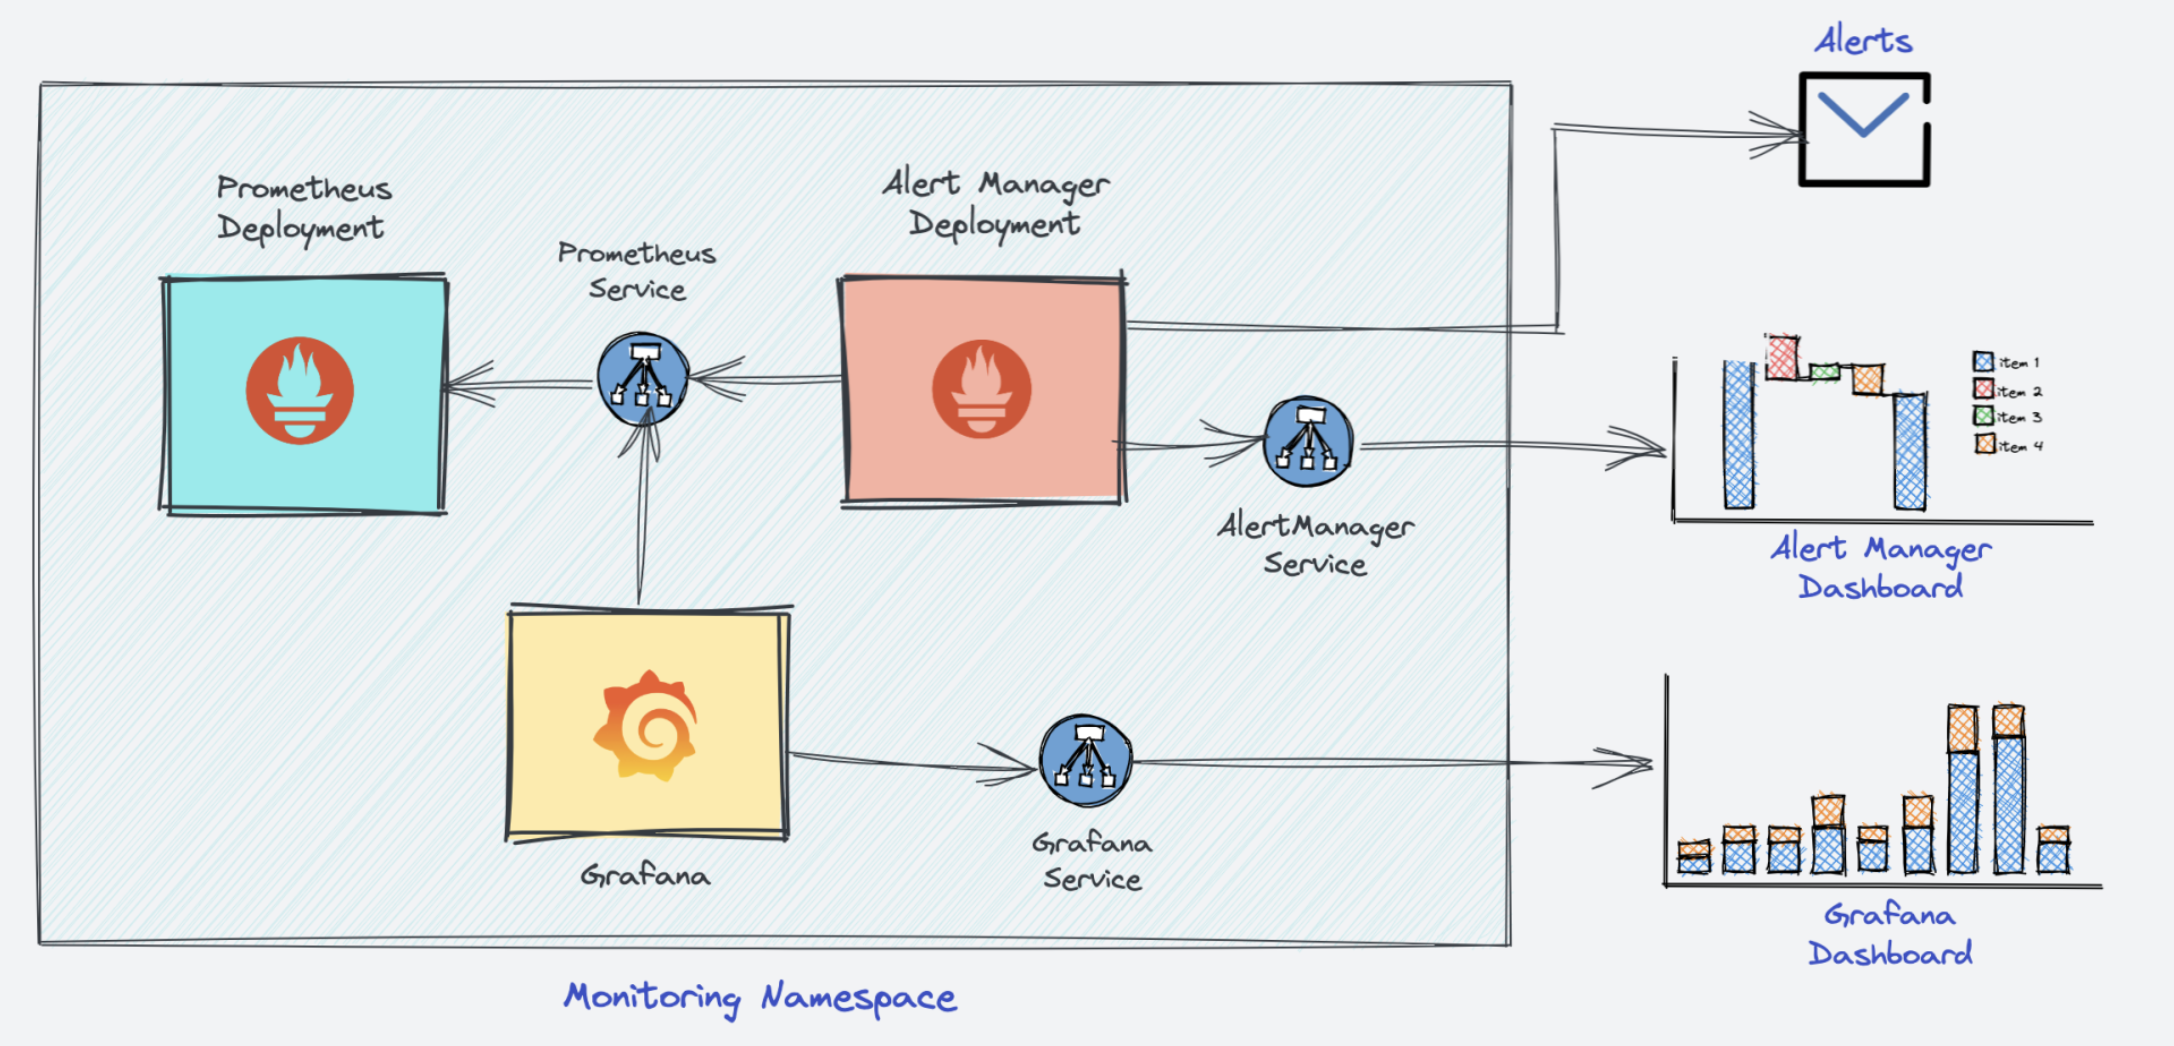 Alerts
Prometheus
Deployment
Alert Manager
Deployment
Prometheus
Service
item 1
item 2
item 3
item 4
AlertManager
Service
Alert Manager
Dashboard
Grafana
Grafana
Service
Grafana
Dashboard
Monitoring Namespace